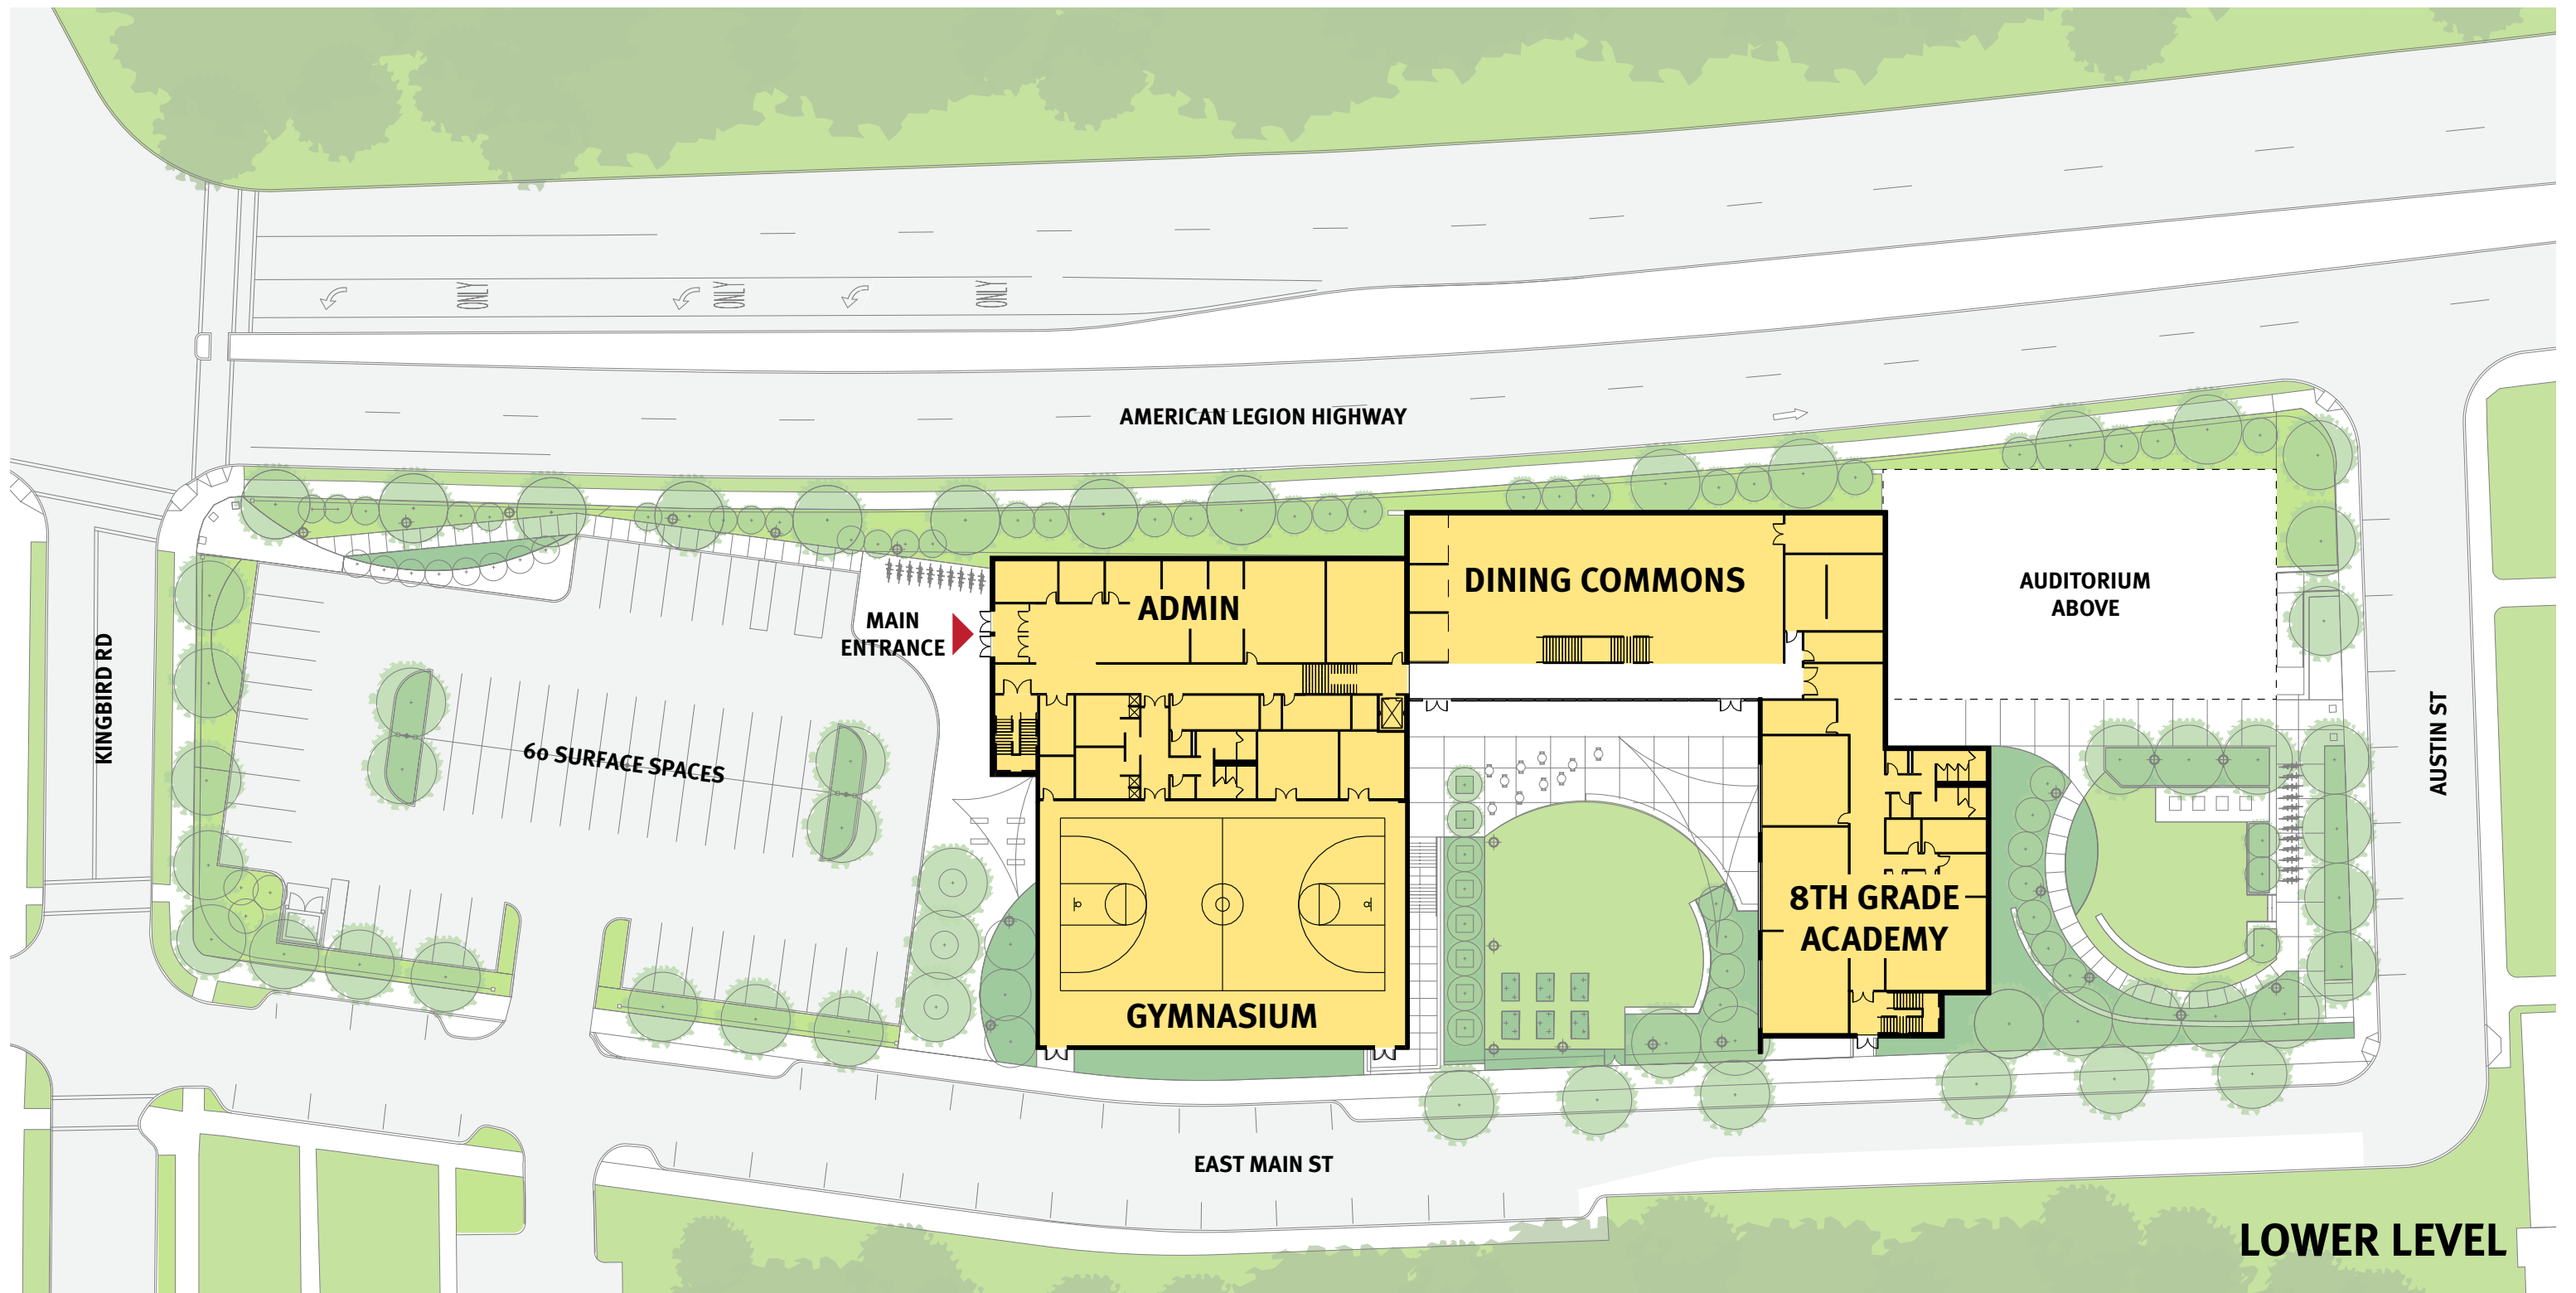 ONLY
ONLY
ONLY
AMERICAN LEGION HIGHWAY
DINING COMMONS
AUDITORIUM
ABOVE
ADMIN
MAIN
ENTRANCE
KINGBIRD RD
60 SURFACE SPACES
AUSTIN ST
8TH GRADE
ACADEMY
GYMNASIUM
EAST MAIN ST
LOWER LEVEL